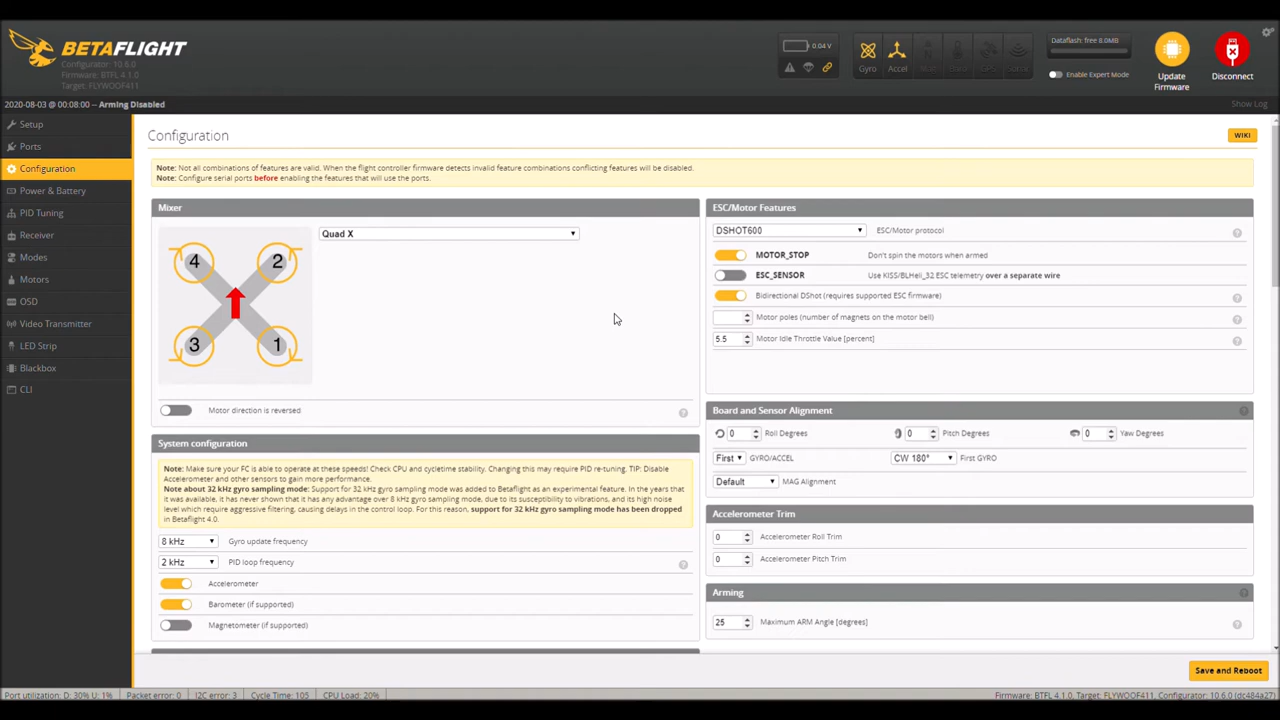 BETAFLIGHT
Configurator: 10.6.0
Firmware: BTFL 4.1.0
Target: FLYWOOF411
0.04 V
Gyro
Accel
Dataflash: free 8.0MB
Enable Expert Mode
Update
Firmware
Disconnect
2020-08-03 @ 00:08:00 -- Arming Disabled
Show Log
Setup
Ports
Configuration
Power & Battery
PID Tuning
Receiver
Modes
Motors
OSD
Video Transmitter
LED Strip
Blackbox
CLI
Configuration
WIKI
Note: Not all combinations of features are valid. When the flight controller firmware detects invalid feature combinations conflicting features will be disabled.
Note: Configure serial ports before enabling the features that will use the ports.
Mixer
Quad X
4 2
3 1
Motor direction is reversed
System configuration
Note: Make sure your FC is able to operate at these speeds! Check CPU and cycletime stability. Changing this may require PID re-tuning. TIP: Disable
Accelerometer and other sensors to gain more performance.
Note about 32 kHz gyro sampling mode: Support for 32 kHz gyro sampling mode was added to Betaflight as an experimental feature. In the years that
it was available, it has never shown that it has any advantage over 8 kHz gyro sampling mode, due to its susceptibility to vibrations, and its high noise
level which require aggressive filtering, causing delays in the control loop. For this reason, support for 32 kHz gyro sampling mode has been dropped
in Betaflight 4.0.
8 kHz Gyro update frequency
2 kHz PID loop frequency
Accelerometer
Barometer (if supported)
Magnetometer (if supported)
ESC/Motor Features
DSHOT600 ESC/Motor protocol
MOTOR_STOP Don't spin the motors when armed
ESC_SENSOR Use KISS/BLHeli_32 ESC telemetry over a separate wire
Bidirectional DShot (requires supported ESC firmware)
Motor poles (number of magnets on the motor bell)
5.5 Motor Idle Throttle Value [percent]
Board and Sensor Alignment
0 Roll Degrees 0 Pitch Degrees 0 Yaw Degrees
First GYRO/ACCEL CW 180° First GYRO
Default MAG Alignment
Accelerometer Trim
0 Accelerometer Roll Trim
0 Accelerometer Pitch Trim
Arming
25 Maximum ARM Angle [degrees]
Save and Reboot
Port utilization: D: 30% U: 1% Packet error: 0 I2C error: 3 Cycle Time: 105 CPU Load: 20%
Firmware: BTFL 4.1.0, Target: FLYWOOF411, Configurator: 10.6.0 (dc484a27)